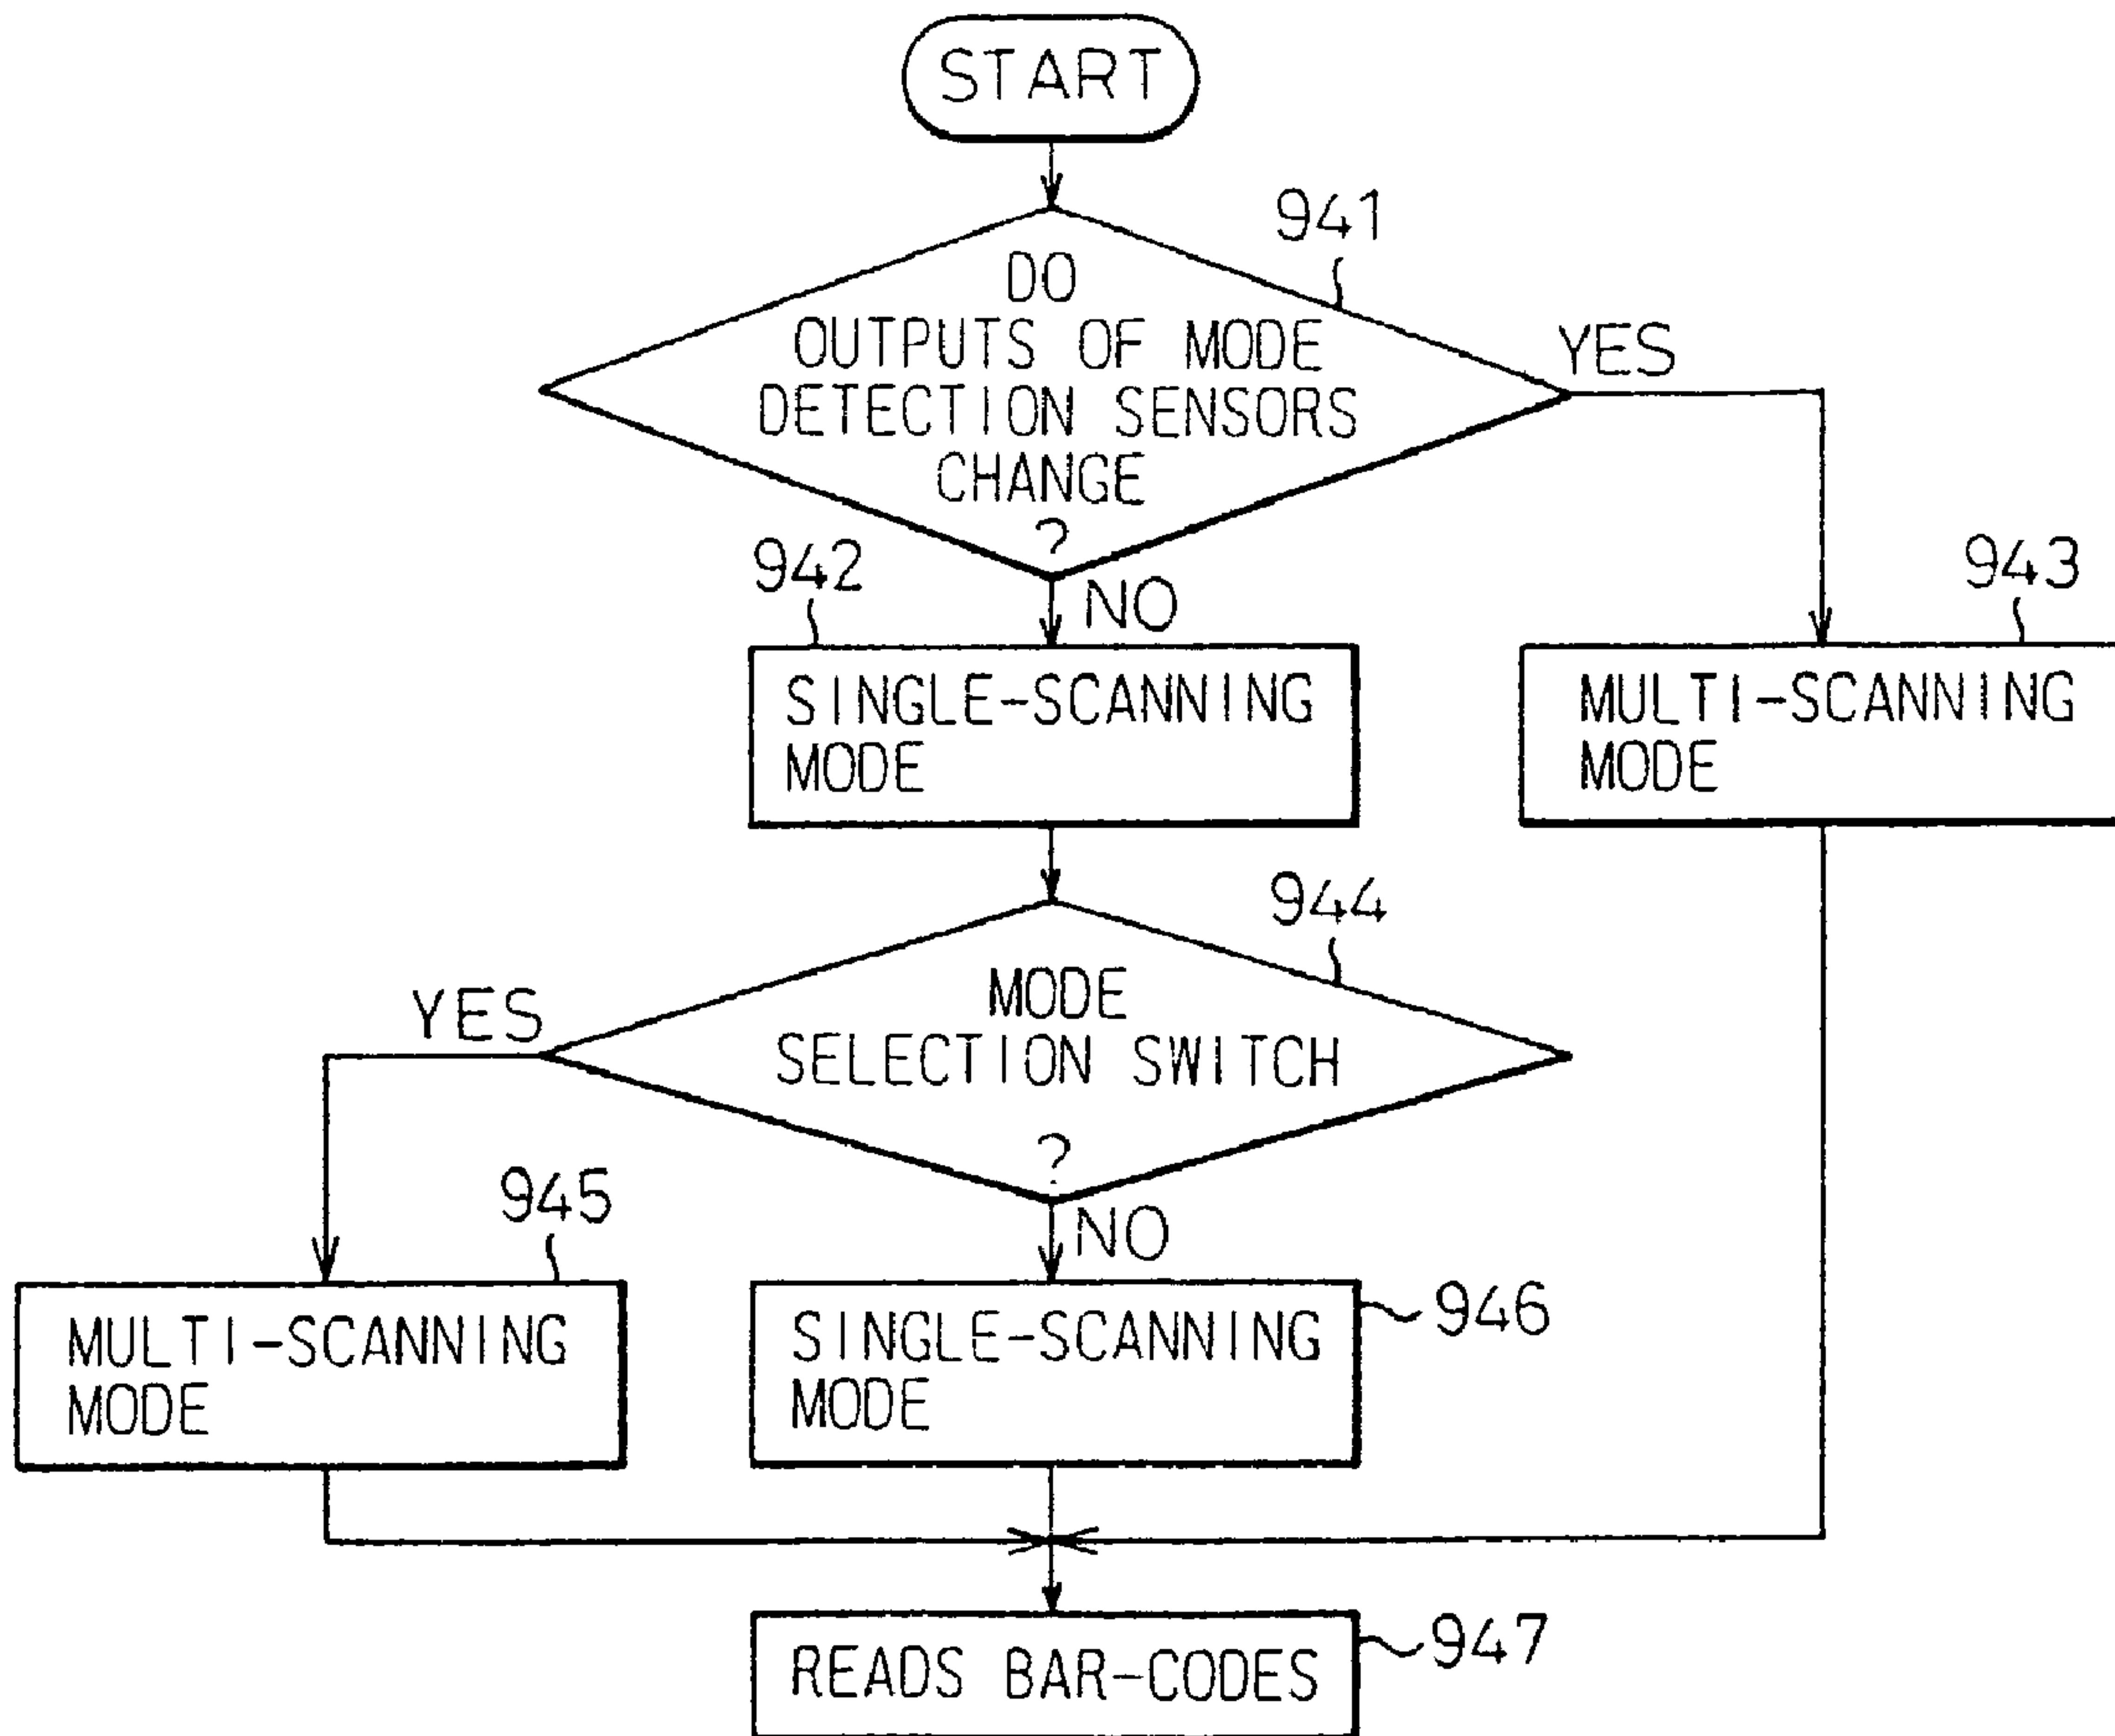 START
941
DO
OUTPUTS OF MODE
DETECTION SENSORS
CHANGE
?
YES
NO
942
SINGLE-SCANNING
MODE
943
MULTI-SCANNING
MODE
944
MODE
SELECTION SWITCH
?
YES
NO
945
MULTI-SCANNING
MODE
946
SINGLE-SCANNING
MODE
947
READS BAR-CODES